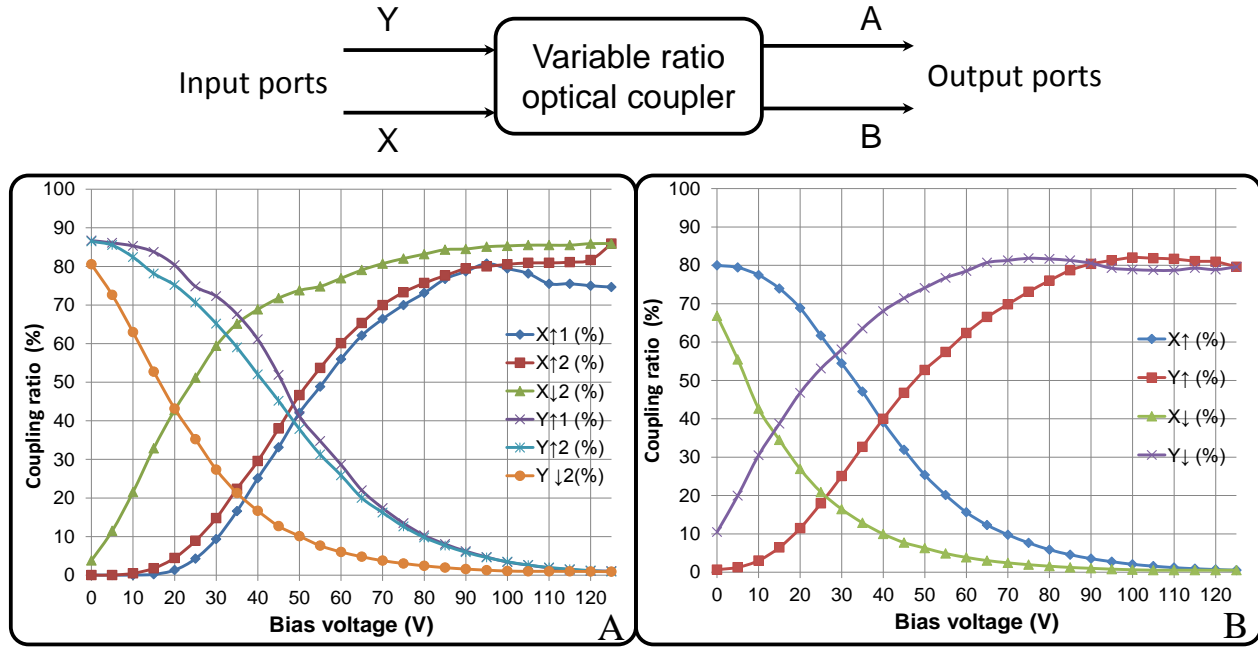 Y
A
Input ports
Variable ratio
optical coupler
Output ports
X
B
100
90
80
70
60
50
40
30
20
10
0
Coupling ratio (%)
X↑1 (%)
X↑2 (%)
X↓2 (%)
Y↑1 (%)
Y↑2 (%)
Y ↓2(%)
0 10 20 30 40 50 60 70 80 90 100 110 120
Bias voltage (V)
A
100
90
80
70
60
50
40
30
20
10
0
Coupling ratio (%)
X↑ (%)
Y↑ (%)
X↓ (%)
Y↓ (%)
0 10 20 30 40 50 60 70 80 90 100 110 120
Bias voltage (V)
B